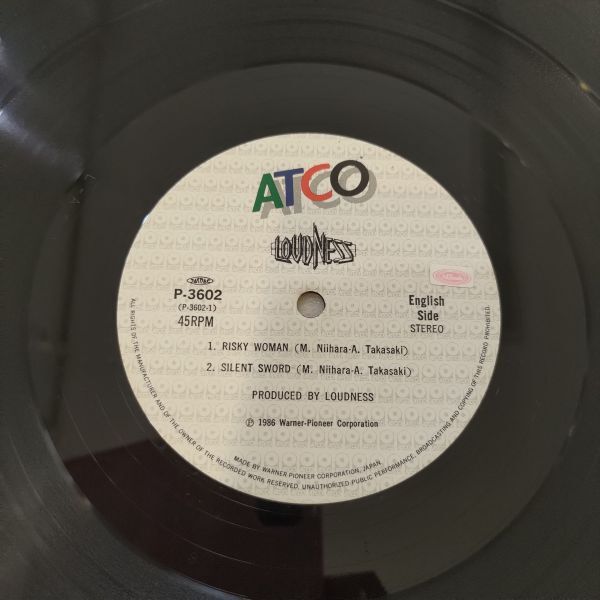 ATCO
LOUDNESS
P-3602
(P-3602-1)
45RPM
English
Side
STEREO
1. RISKY WOMAN (M. Niihara-A. Takasaki)
2. SILENT SWORD (M. Niihara-A. Takasaki)
PRODUCED BY LOUDNESS
Ⓟ 1986 Warner-Pioneer Corporation
MADE BY WARNER-PIONEER CORPORATION, JAPAN.
ALL RIGHTS OF THE MANUFACTURER AND OF THE OWNER OF THE RECORDED WORK RESERVED. UNAUTHORIZED PUBLIC PERFORMANCE, BROADCASTING AND COPYING OF THIS RECORD PROHIBITED.